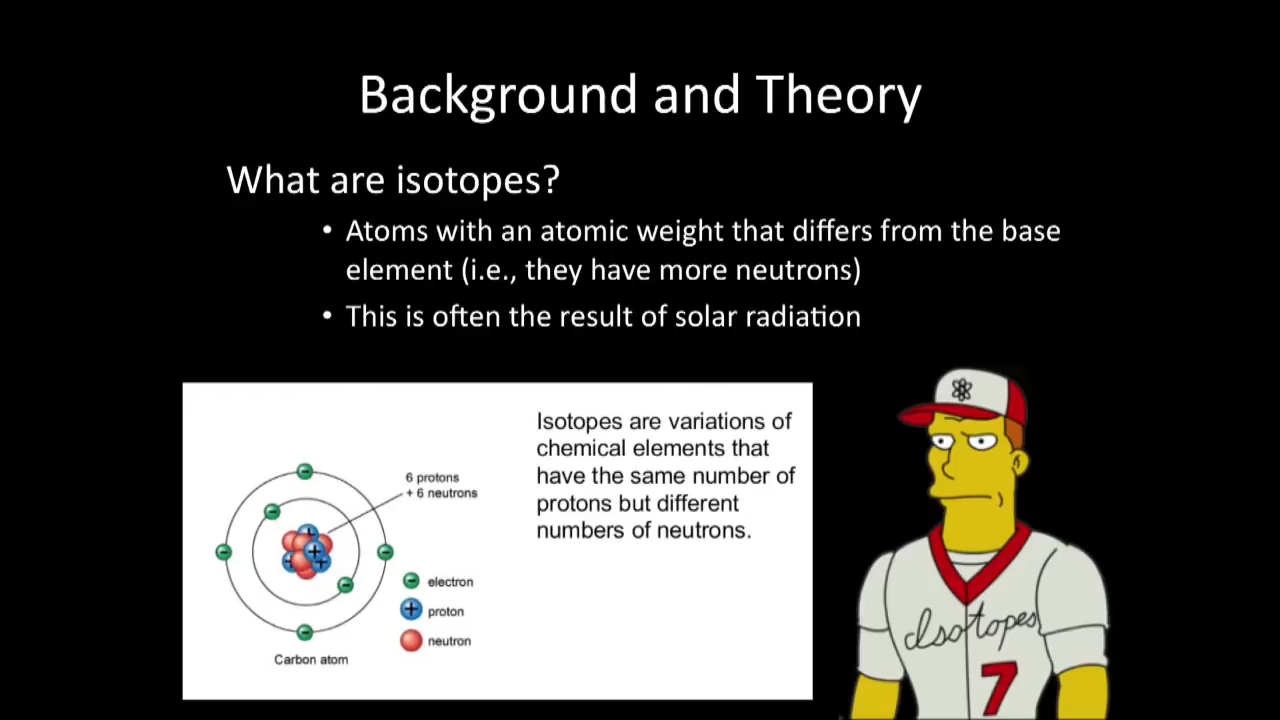 Background and Theory
What are isotopes?
• Atoms with an atomic weight that differs from the base
element (i.e., they have more neutrons)
• This is often the result of solar radiation
Isotopes are variations of
chemical elements that
have the same number of
protons but different
numbers of neutrons.
6 protons
+ 6 neutrons
electron
proton
neutron
Carbon atom
Isotopes
7